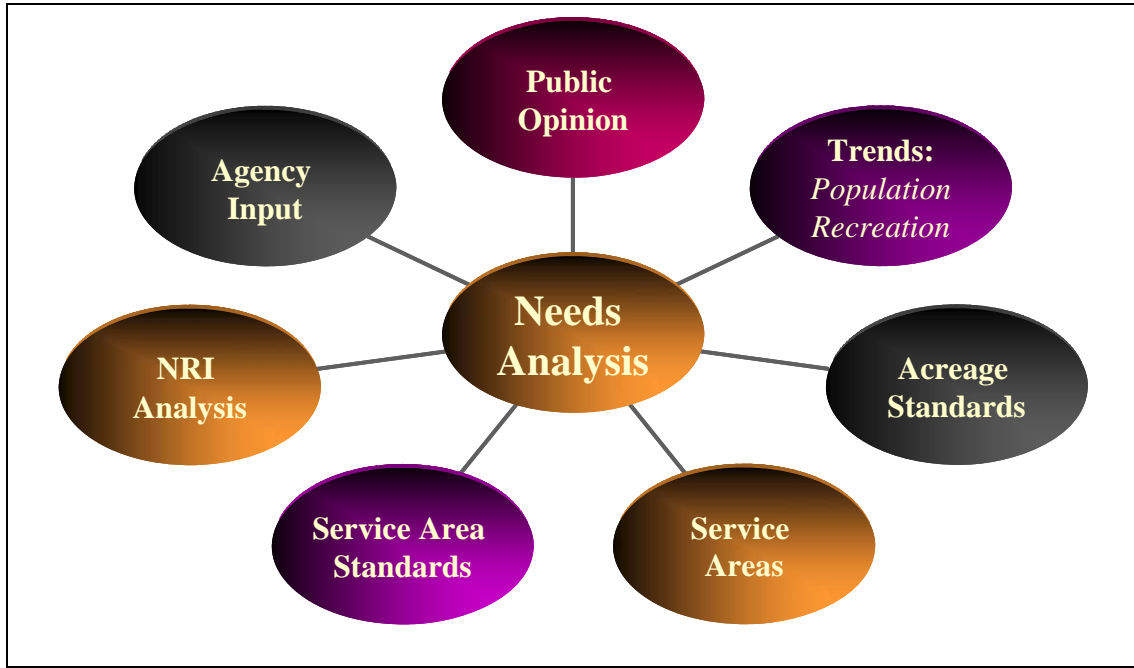 Public
Opinion
Trends:
Population
Recreation
Agency
Input
Needs
Analysis
NRI
Analysis
Acreage
Standards
Service Area
Standards
Service
Areas